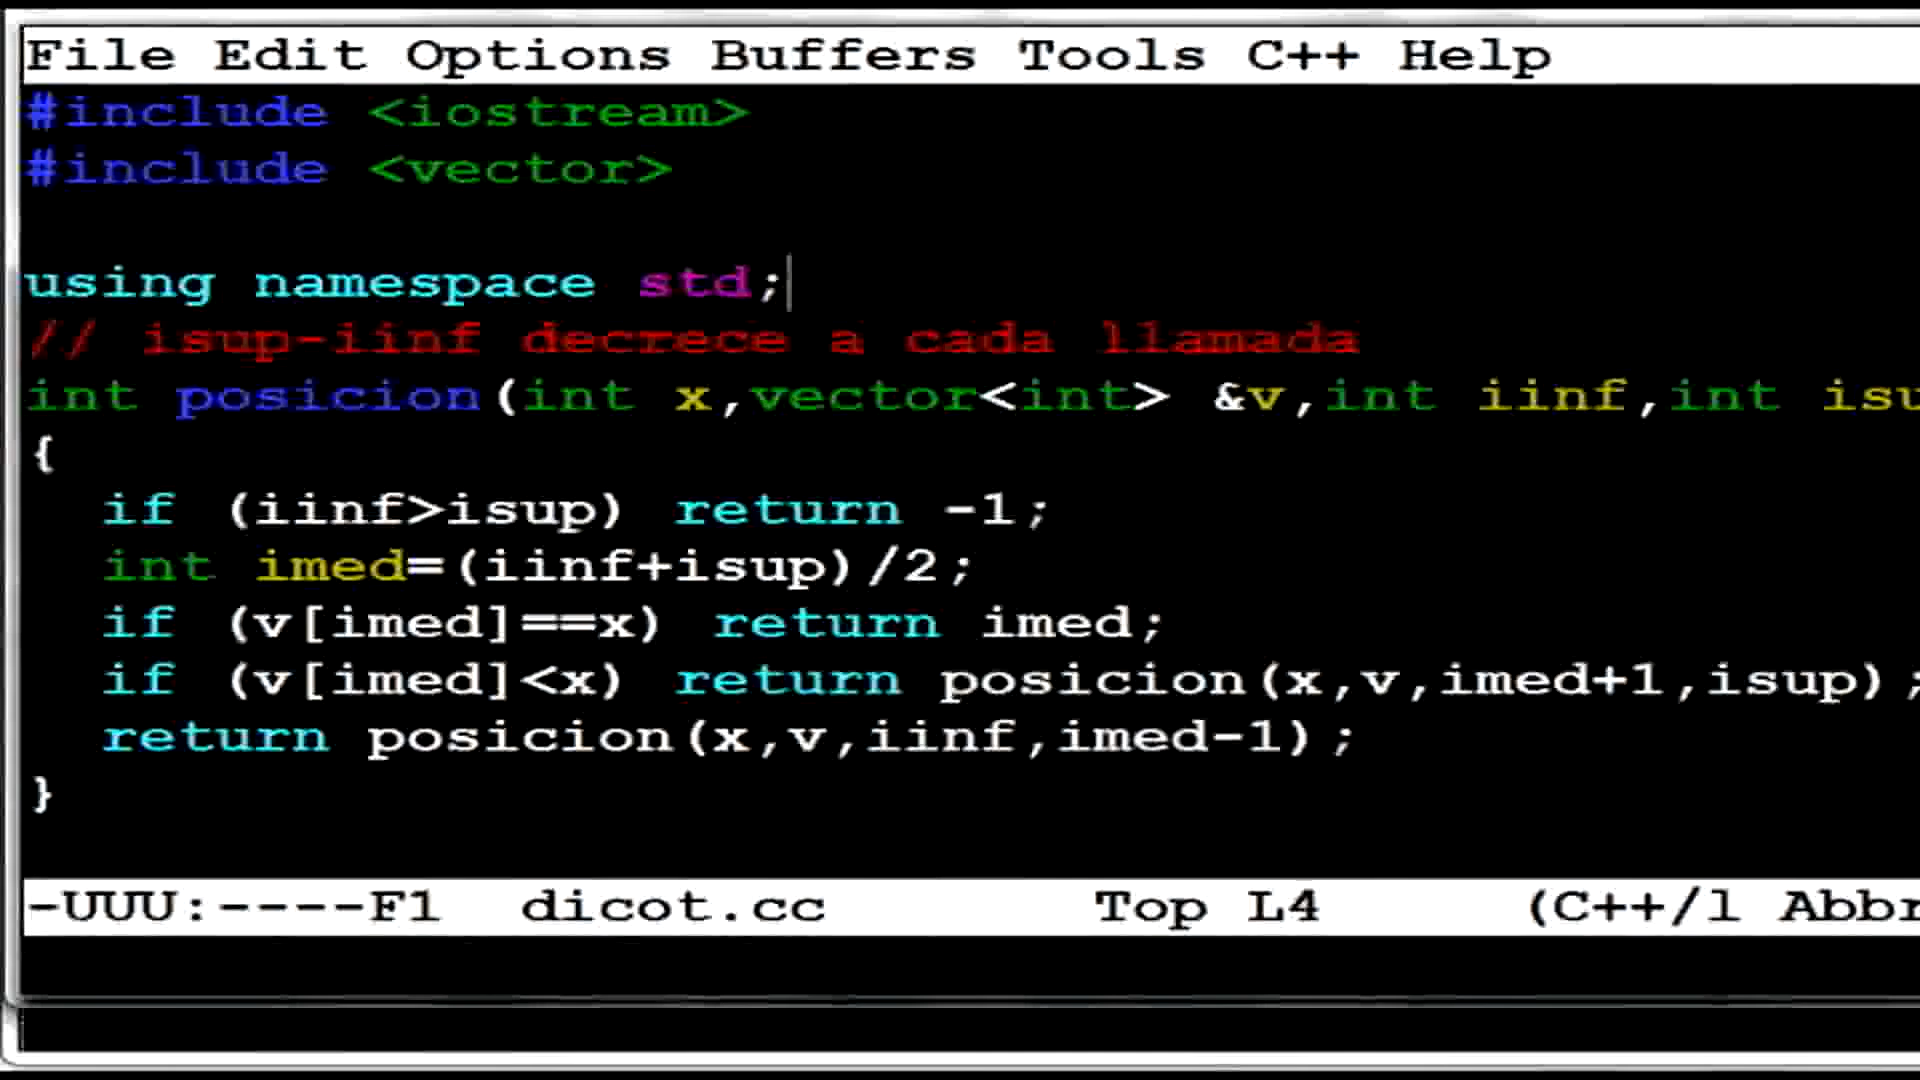 File Edit Options Buffers Tools C++ Help
#include <iostream>
#include <vector>
using namespace std;
// isup-iinf decrece a cada llamada
int posicion(int x,vector<int> &v,int iinf,int isu
{
if (iinf>isup) return -1;
int imed=(iinf+isup)/2;
if (v[imed]==x) return imed;
if (v[imed]<x) return posicion(x,v,imed+1,isup);
return posicion(x,v,iinf,imed-1);
}
-UUU:----F1 dicot.cc Top L4 (C++/l Abbr